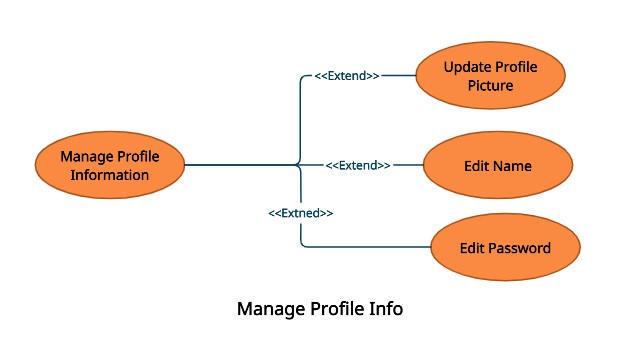 <<Extend>>
Update Profile
Picture
Manage Profile
Information
<<Extend>>
Edit Name
<<Extned>>
Edit Password
Manage Profile Info